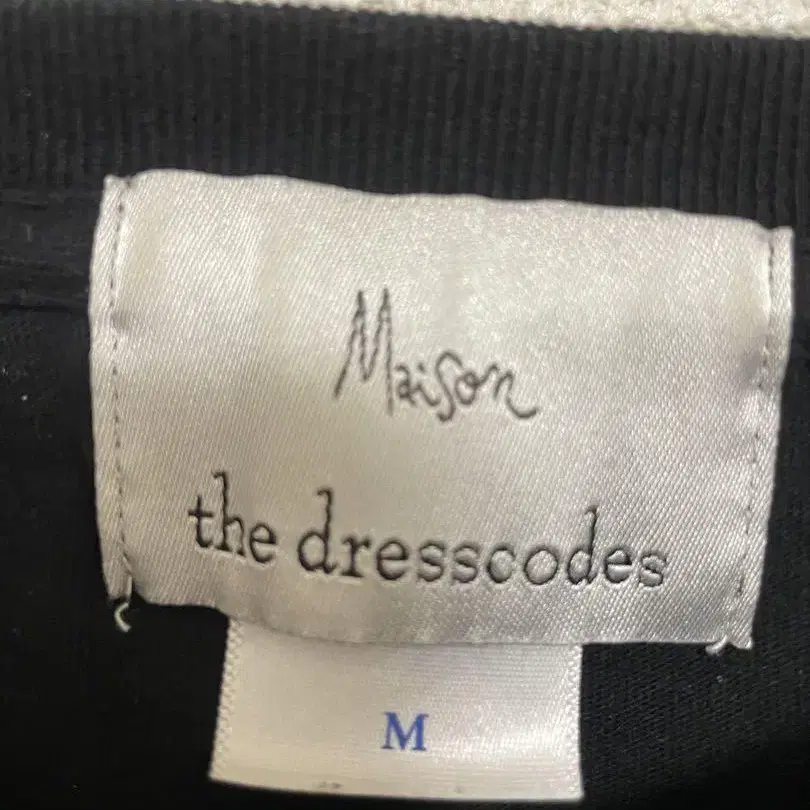 Maison
the dresscodes
M